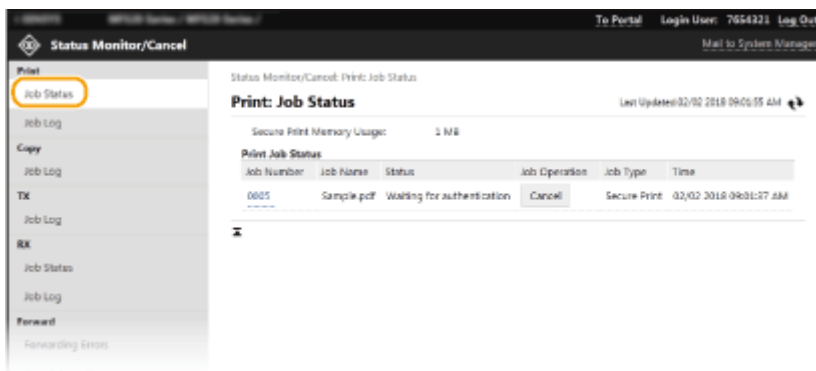 To Portal Login User: 7654321 Log Out
Status Monitor/Cancel
Mail to System Manager
Print
Job Status
Job Log
Copy
Job Log
TX
Job Log
RX
Job Status
Job Log
Forward
Forwarding Errors
Status Monitor/Cancel: Print: Job Status
Print: Job Status
Last Updated:02/02 2018 09:01:55 AM
Secure Print Memory Usage: 1 MB
Print Job Status
Job Number Job Name Status Job Operation Job Type Time
0005 Sample.pdf Waiting for authentication Cancel Secure Print 02/02 2018 09:01:37 AM